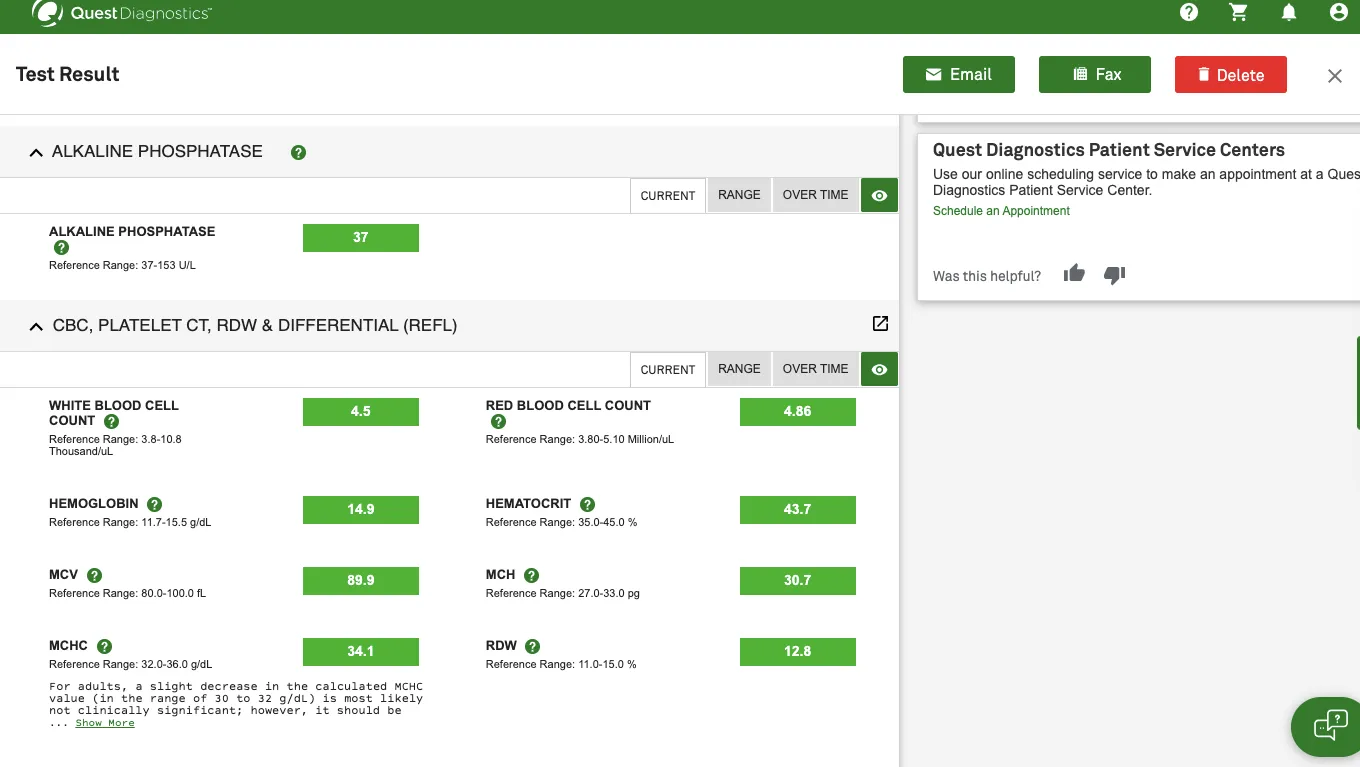 Quest Diagnostics™
Test Result
Email
Fax
Delete
ALKALINE PHOSPHATASE
CURRENT
RANGE
OVER TIME
ALKALINE PHOSPHATASE
37
Reference Range: 37-153 U/L
CBC, PLATELET CT, RDW & DIFFERENTIAL (REFL)
CURRENT
RANGE
OVER TIME
WHITE BLOOD CELL
COUNT
4.5
Reference Range: 3.8-10.8
Thousand/uL
RED BLOOD CELL COUNT
4.86
Reference Range: 3.80-5.10 Million/uL
HEMOGLOBIN
14.9
Reference Range: 11.7-15.5 g/dL
HEMATOCRIT
43.7
Reference Range: 35.0-45.0 %
MCV
89.9
Reference Range: 80.0-100.0 fL
MCH
30.7
Reference Range: 27.0-33.0 pg
MCHC
34.1
Reference Range: 32.0-36.0 g/dL
For adults, a slight decrease in the calculated MCHC
value (in the range of 30 to 32 g/dL) is most likely
not clinically significant; however, it should be
... Show More
RDW
12.8
Reference Range: 11.0-15.0 %
Quest Diagnostics Patient Service Centers
Use our online scheduling service to make an appointment at a Ques
Diagnostics Patient Service Center.
Schedule an Appointment
Was this helpful?